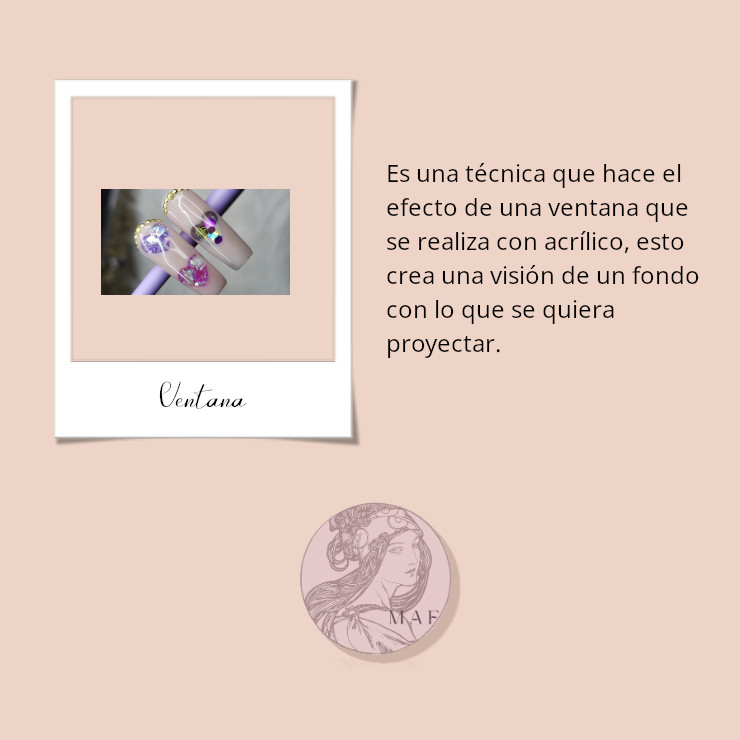 Es una técnica que hace el
efecto de una ventana que
se realiza con acrílico, esto
crea una visión de un fondo
con lo que se quiera
proyectar.
Ventana
MAF